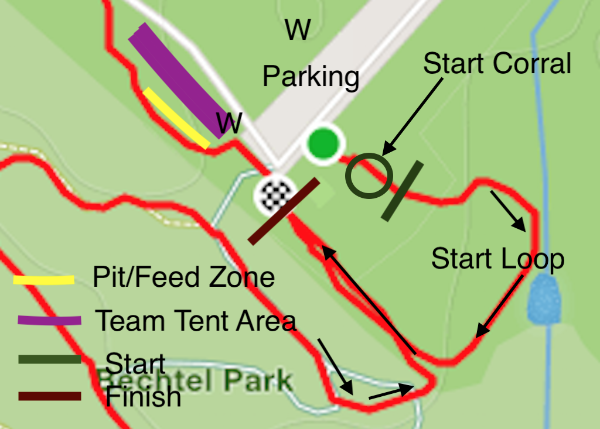 W
Parking
Start Corral
W
Start Loop
Pit/Feed Zone
Team Tent Area
Start
Bechtel Park
Finish